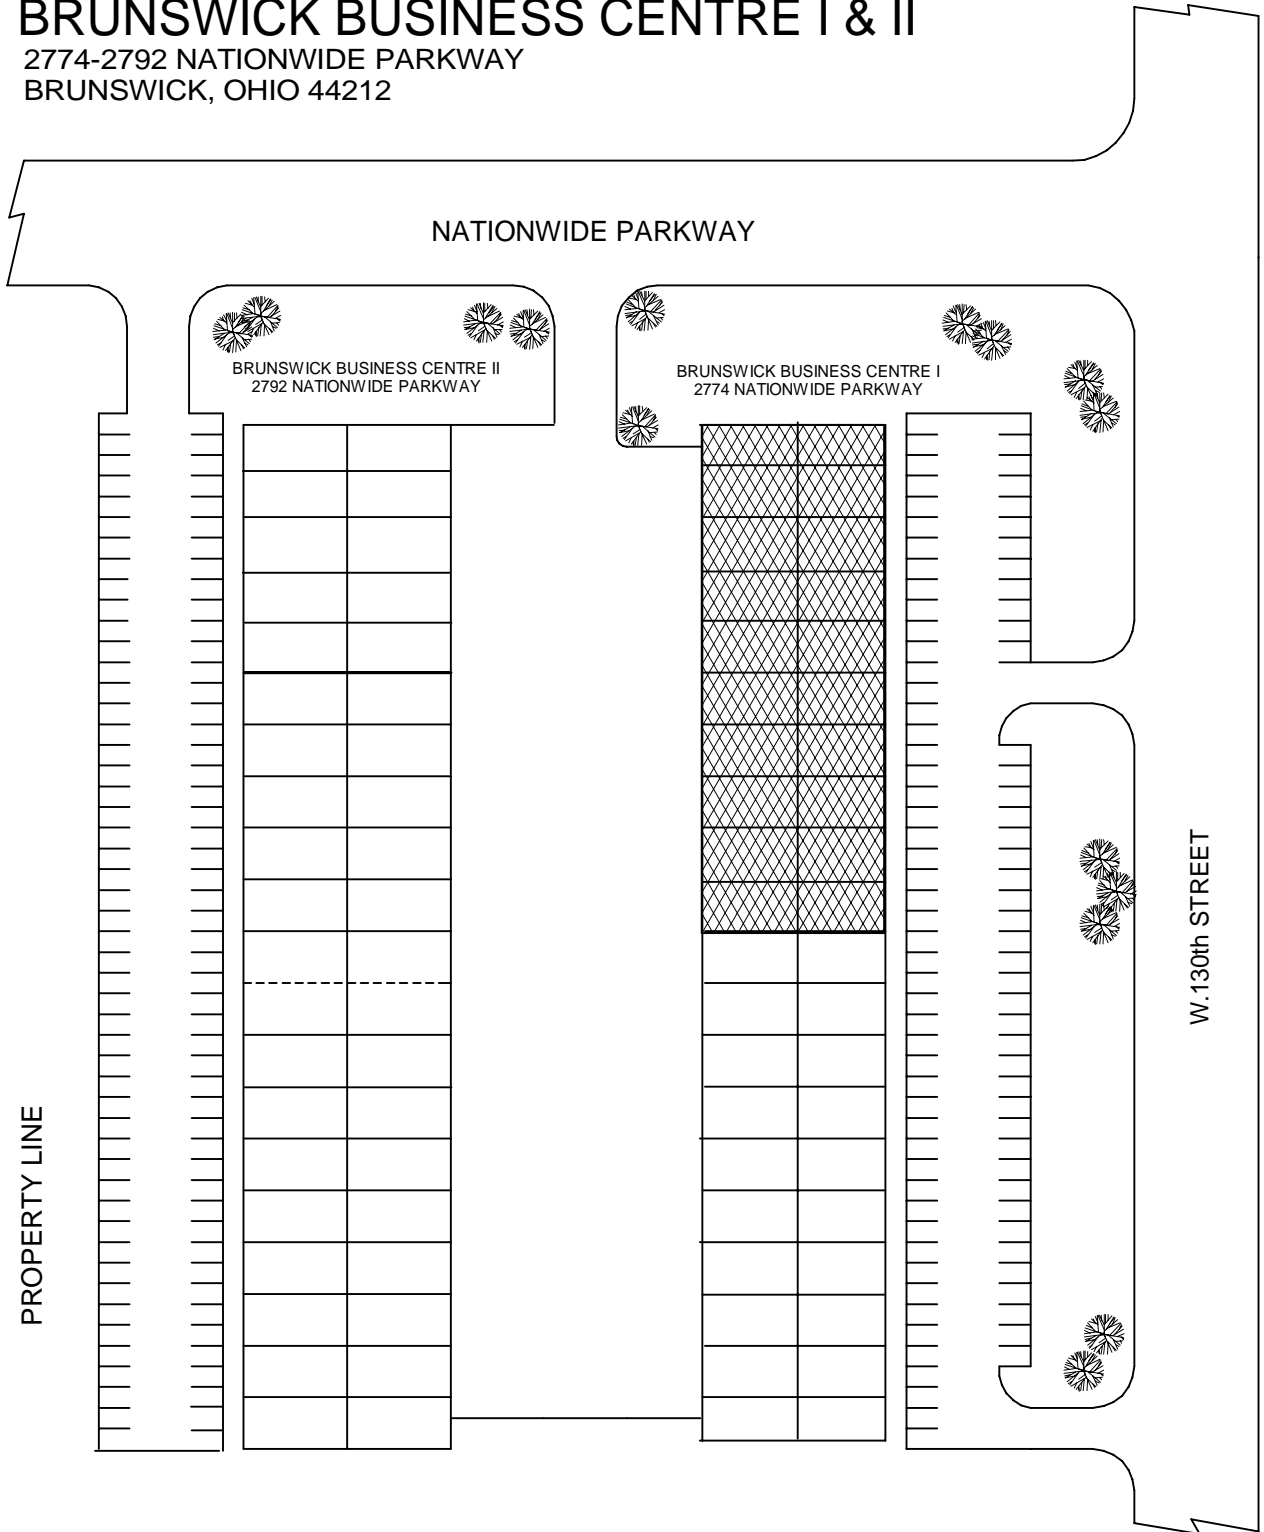 BRUNSWICK BUSINESS CENTRE I & II
2774-2792 NATIONWIDE PARKWAY
BRUNSWICK, OHIO 44212
NATIONWIDE PARKWAY
BRUNSWICK BUSINESS CENTRE II
2792 NATIONWIDE PARKWAY
BRUNSWICK BUSINESS CENTRE I
2774 NATIONWIDE PARKWAY
W.130th STREET
PROPERTY LINE